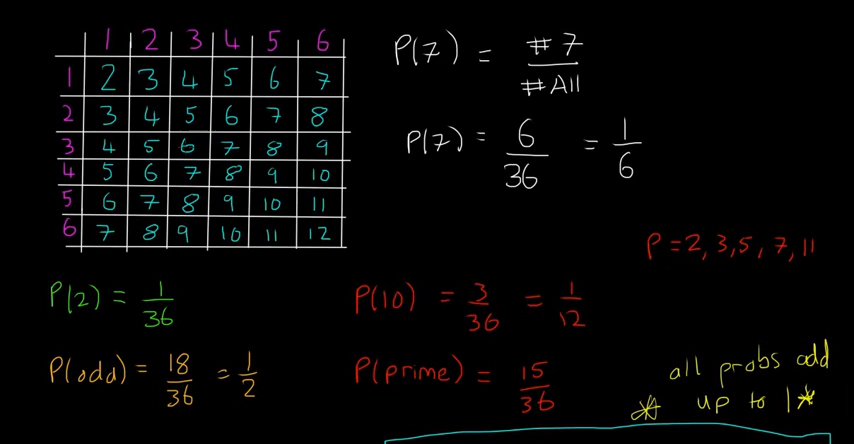 1 2 3 4 5 6
1 2 3 4 5 6 7
2 3 4 5 6 7 8
3 4 5 6 7 8 9
4 5 6 7 8 9 10
5 6 7 8 9 10 11
6 7 8 9 10 11 12
P(7) = #7 / #All
P(7) = 6/36 = 1/6
P = 2, 3, 5, 7, 11
P(2) = 1/36
P(10) = 3/36 = 1/12
P(odd) = 18/36 = 1/2
P(prime) = 15/36
all probs add
* up to 1 *